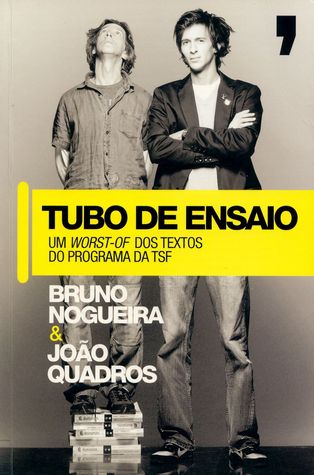 TUBO DE ENSAIO
UM WORST-OF DOS TEXTOS
DO PROGRAMA DA TSF
BRUNO
NOGUEIRA
&
JOÃO
QUADROS